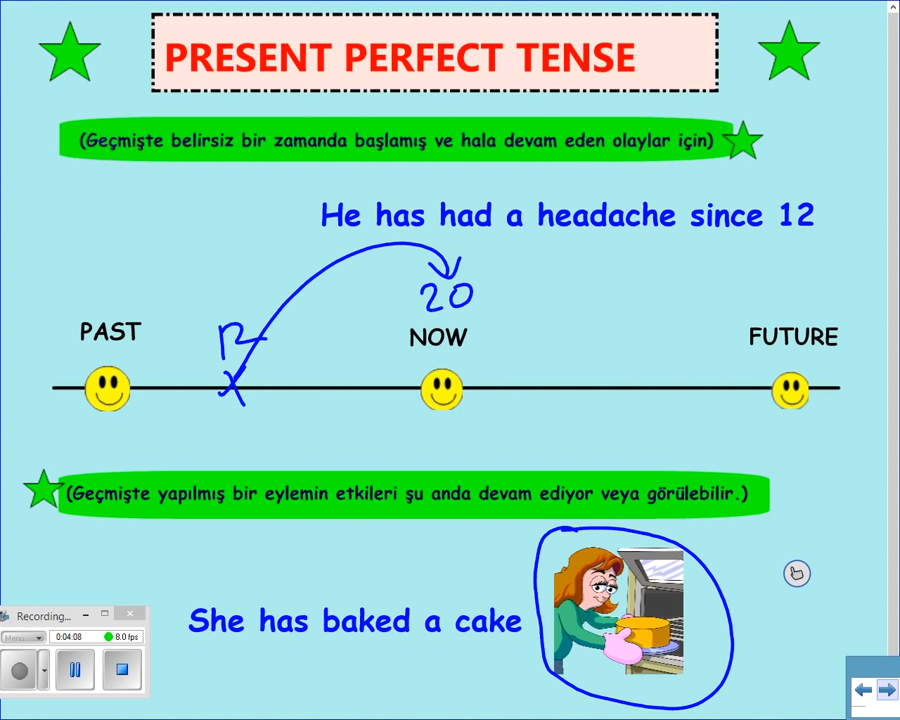 PRESENT PERFECT TENSE
(Geçmişte belirsiz bir zamanda başlamış ve hala devam eden olaylar için)
He has had a headache since 12
20
12
PAST
NOW
FUTURE
(Geçmişte yapılmış bir eylemin etkileri şu anda devam ediyor veya görülebilir.)
She has baked a cake
Recording...
Menu
0:04:08
8.0 fps